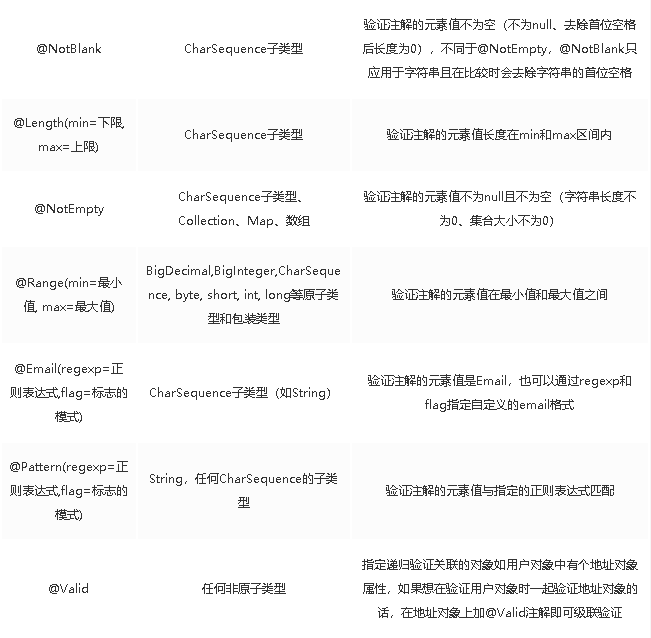 @NotBlank
CharSequence子类型
验证注解的元素值不为空（不为null、去除首位空格
后长度为0），不同于@NotEmpty，@NotBlank只
应用于字符串且在比较时会去除字符串的首位空格
@Length(min=下限,
max=上限)
CharSequence子类型
验证注解的元素值长度在min和max区间内
@NotEmpty
CharSequence子类型、
Collection、Map、数组
验证注解的元素值不为null且不为空（字符串长度不
为0、集合大小不为0）
@Range(min=最小
值, max=最大值)
BigDecimal,BigInteger,CharSeque
nce, byte, short, int, long等原子类
型和包装类型
验证注解的元素值在最小值和最大值之间
@Email(regexp=正
则表达式,flag=标志的
模式)
CharSequence子类型（如String）
验证注解的元素值是Email，也可以通过regexp和
flag指定自定义的email格式
@Pattern(regexp=正
则表达式,flag=标志的
模式)
String，任何CharSequence的子类
型
验证注解的元素值与指定的正则表达式匹配
@Valid
任何非原子类型
指定递归验证关联的对象如用户对象中有个地址对象
属性，如果想在验证用户对象时一起验证地址对象的
话，在地址对象上加@Valid注解即可级联验证